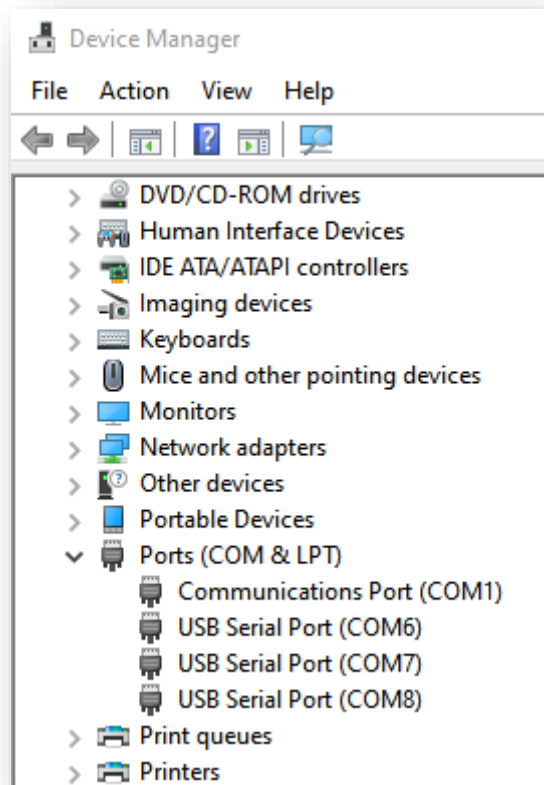 Device Manager
File Action View Help
DVD/CD-ROM drives
Human Interface Devices
IDE ATA/ATAPI controllers
Imaging devices
Keyboards
Mice and other pointing devices
Monitors
Network adapters
Other devices
Portable Devices
Ports (COM & LPT)
Communications Port (COM1)
USB Serial Port (COM6)
USB Serial Port (COM7)
USB Serial Port (COM8)
Print queues
Printers